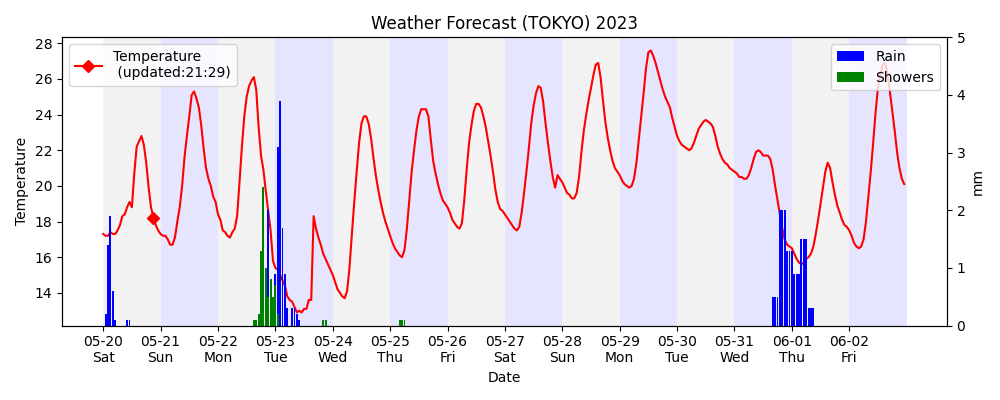 Weather Forecast (TOKYO) 2023
Temperature
(updated:21:29)
Rain
Showers
28
26
24
22
20
18
16
14
Temperature
5
4
3
2
1
0
mm
05-20 05-21 05-22 05-23 05-24 05-25 05-26 05-27 05-28 05-29 05-30 05-31 06-01 06-02
Sat Sun Mon Tue Wed Thu Fri Sat Sun Mon Tue Wed Thu Fri
Date